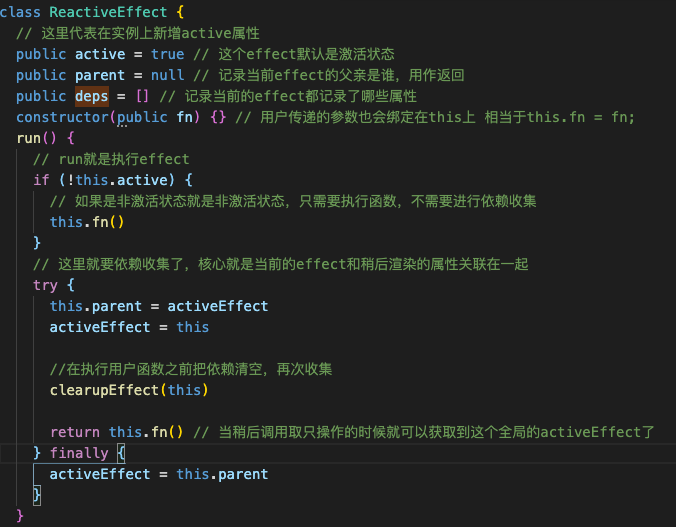 class ReactiveEffect {
// 这里代表在实例上新增active属性
public active = true // 这个effect默认是激活状态
public parent = null // 记录当前effect的父亲是谁，用作返回
public deps = [] // 记录当前的effect都记录了哪些属性
constructor(public fn) {} // 用户传递的参数也会绑定在this上 相当于this.fn = fn;
run() {
// run就是执行effect
if (!this.active) {
// 如果是非激活状态就是非激活状态，只需要执行函数，不需要进行依赖收集
this.fn()
}
// 这里就要依赖收集了，核心就是当前的effect和稍后渲染的属性关联在一起
try {
this.parent = activeEffect
activeEffect = this
//在执行用户函数之前把依赖清空，再次收集
clearupEffect(this)
return this.fn() // 当稍后调用取只操作的时候就可以获取到这个全局的activeEffect了
} finally {
activeEffect = this.parent
}
}